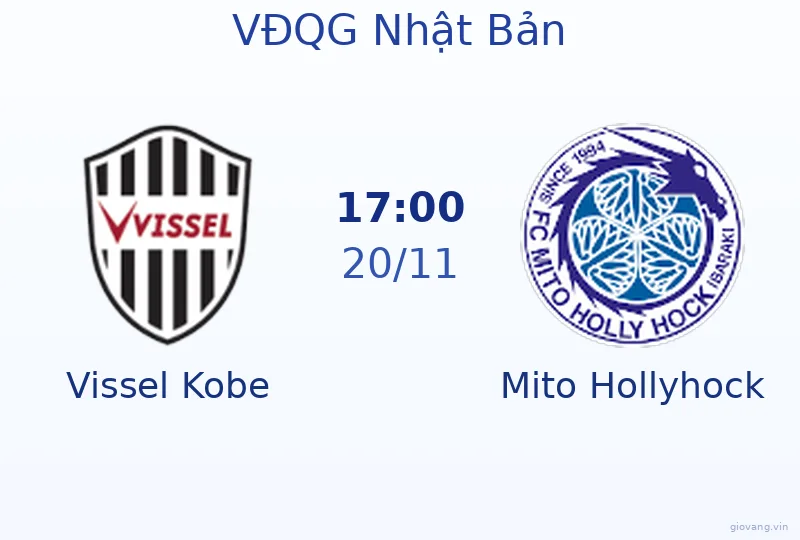 VĐQG Nhật Bản
VISSEL
17:00
20/11
SINCE 1994
FC MITO HOLLY HOCK
IBARAKI
Vissel Kobe
Mito Hollyhock
giovang.vin